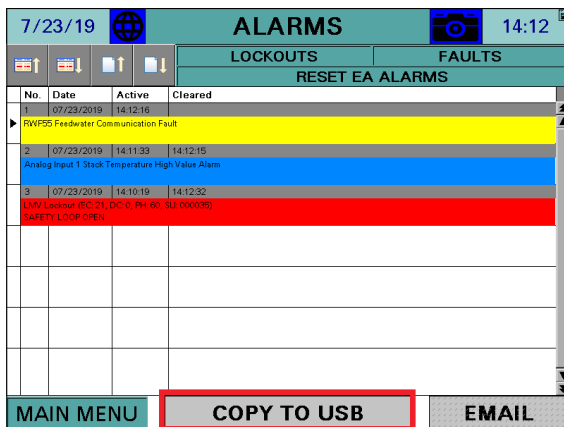 7/23/19 ALARMS 14:12
LOCKOUTS FAULTS
RESET EA ALARMS
No. Date Active Cleared
1 07/23/2019 14:12:16
RWF55 Feedwater Communication Fault
2 07/23/2019 14:11:33 14:12:15
Analog Input 1 Stack Temperature High Value Alarm
3 07/23/2019 14:10:19 14:12:32
LMV Lockout (EC: 21, DC: 0, PH: 60, SU: 000035)
SAFETY LOOP OPEN
MAIN MENU COPY TO USB EMAIL